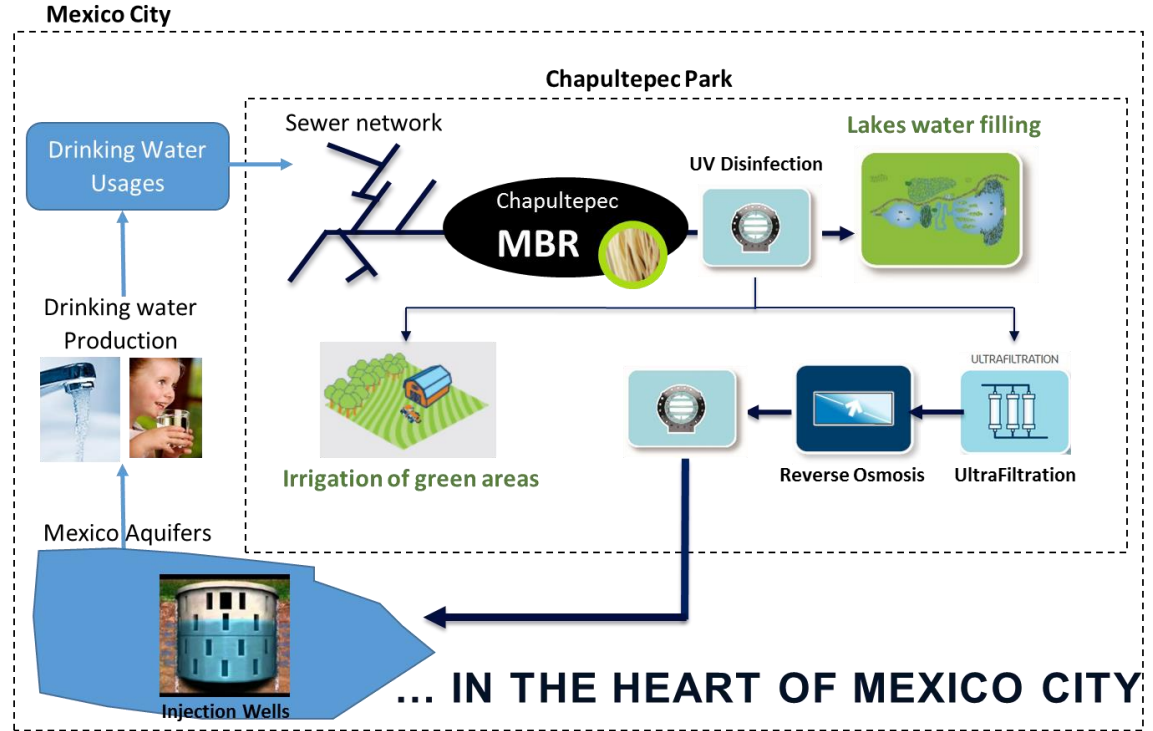 Mexico City
Chapultepec Park
Sewer network
Lakes water filling
Drinking Water
Usages
UV Disinfection
Chapultepec
MBR
Drinking water
Production
ULTRAFILTRATION
Irrigation of green areas
Reverse Osmosis
UltraFiltration
Mexico Aquifers
Injection Wells
... IN THE HEART OF MEXICO CITY